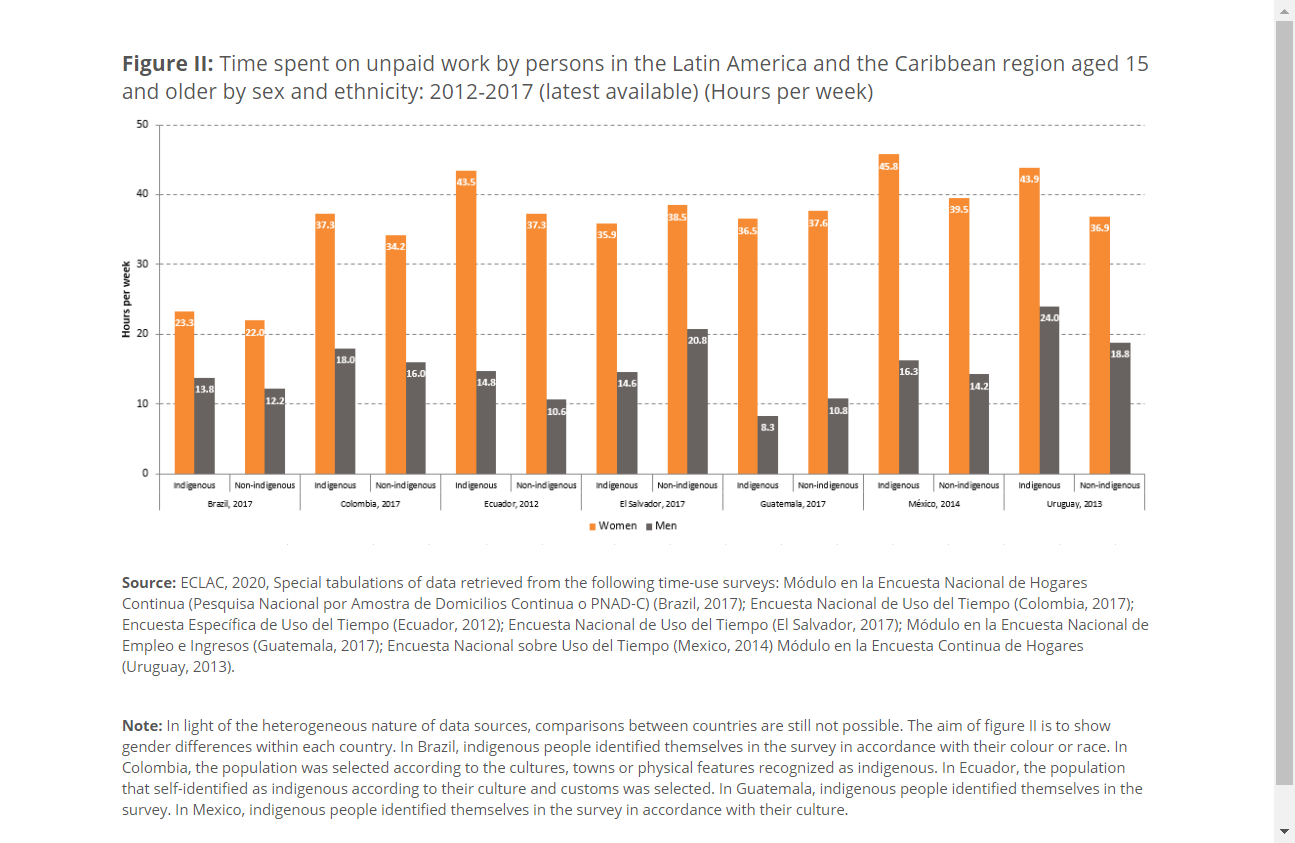 Figure II: Time spent on unpaid work by persons in the Latin America and the Caribbean region aged 15
and older by sex and ethnicity: 2012-2017 (latest available) (Hours per week)
50
40
30
20
10
0
Hours per week
23.3
13.8
22.0
12.2
37.3
18.0
34.2
16.0
43.5
14.8
37.3
10.6
35.9
14.6
38.5
20.8
36.5
8.3
37.6
10.8
45.8
16.3
39.5
14.2
43.9
24.0
36.9
18.8
Indigenous Non-indigenous Indigenous Non-indigenous Indigenous Non-indigenous Indigenous Non-indigenous Indigenous Non-indigenous Indigenous Non-indigenous Indigenous Non-indigenous
Brazil, 2017 Colombia, 2017 Ecuador, 2012 El Salvador, 2017 Guatemala, 2017 México, 2014 Uruguay, 2013
Women Men
Source: ECLAC, 2020, Special tabulations of data retrieved from the following time-use surveys: Módulo en la Encuesta Nacional de Hogares
Continua (Pesquisa Nacional por Amostra de Domicilios Continua o PNAD-C) (Brazil, 2017); Encuesta Nacional de Uso del Tiempo (Colombia, 2017);
Encuesta Específica de Uso del Tiempo (Ecuador, 2012); Encuesta Nacional de Uso del Tiempo (El Salvador, 2017); Módulo en la Encuesta Nacional de
Empleo e Ingresos (Guatemala, 2017); Encuesta Nacional sobre Uso del Tiempo (Mexico, 2014) Módulo en la Encuesta Continua de Hogares
(Uruguay, 2013).
Note: In light of the heterogeneous nature of data sources, comparisons between countries are still not possible. The aim of figure II is to show
gender differences within each country. In Brazil, indigenous people identified themselves in the survey in accordance with their colour or race. In
Colombia, the population was selected according to the cultures, towns or physical features recognized as indigenous. In Ecuador, the population
that self-identified as indigenous according to their culture and customs was selected. In Guatemala, indigenous people identified themselves in the
survey. In Mexico, indigenous people identified themselves in the survey in accordance with their culture.